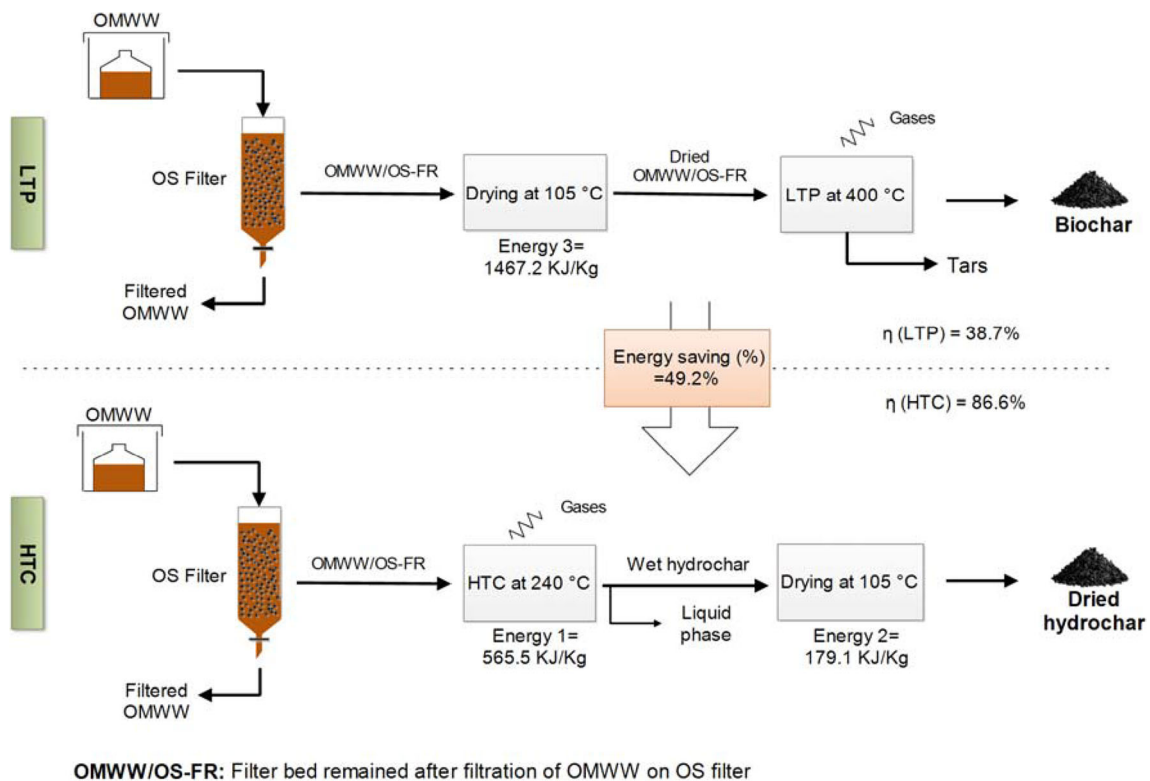 OMWW
LTP
OS Filter
OMWW/OS-FR
Drying at 105 °C
Energy 3=
1467.2 KJ/Kg
Dried
OMWW/OS-FR
Gases
LTP at 400 °C
Biochar
Tars
Filtered
OMWW
η (LTP) = 38.7%
Energy saving (%)
=49.2%
η (HTC) = 86.6%
OMWW
HTC
OS Filter
OMWW/OS-FR
Gases
HTC at 240 °C
Energy 1=
565.5 KJ/Kg
Wet hydrochar
Liquid
phase
Drying at 105 °C
Energy 2=
179.1 KJ/Kg
Dried
hydrochar
Filtered
OMWW
OMWW/OS-FR: Filter bed remained after filtration of OMWW on OS filter